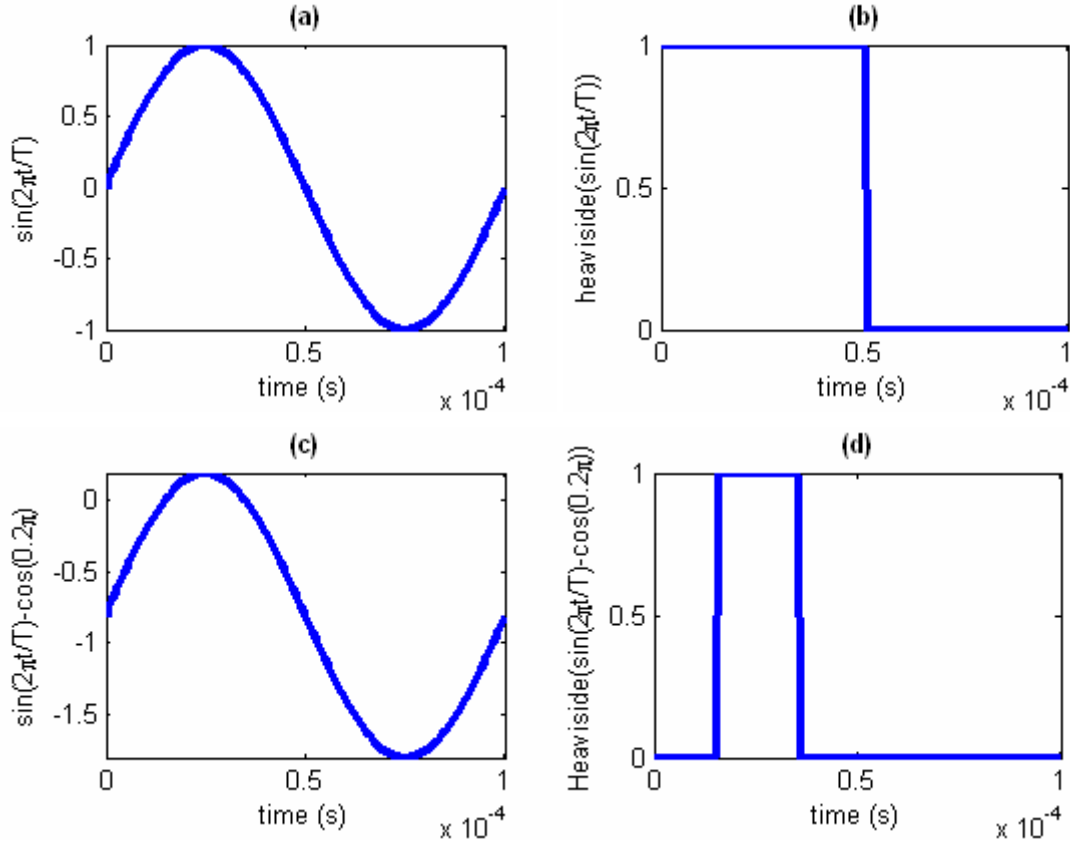 (a)
1
0.5
0
-0.5
-1
sin(2πt/T)
0
0.5
1
time (s)
x 10-4
(b)
1
0.5
0
heaviside(sin(2πt/T))
0
0.5
1
time (s)
x 10-4
(c)
0
-0.5
-1
-1.5
sin(2πt/T)-cos(0.2π)
0
0.5
1
time (s)
x 10-4
(d)
1
0.5
0
Heaviside(sin(2πt/T)-cos(0.2π))
0
0.5
1
time (s)
x 10-4